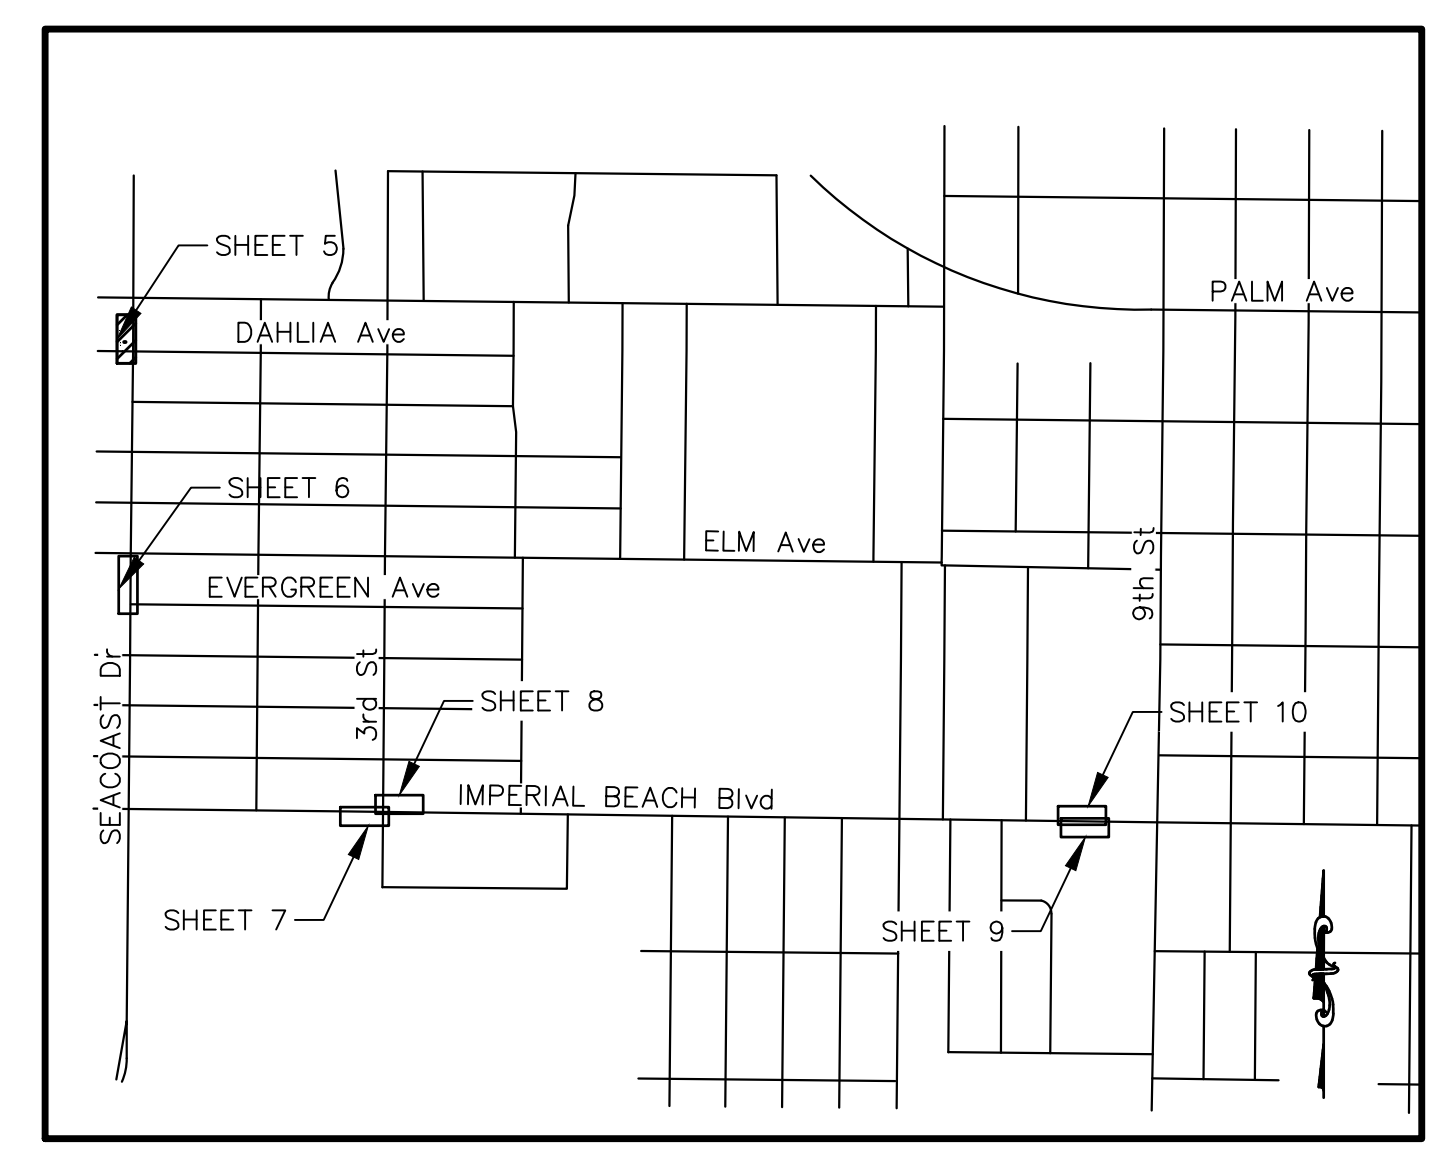 SHEET 5
PALM Ave
DAHLIA Ave
SHEET 6
ELM Ave
9th St
EVERGREEN Ave
SEACOAST Dr
3rd St
SHEET 8
SHEET 10
IMPERIAL BEACH Blvd
SHEET 7
SHEET 9